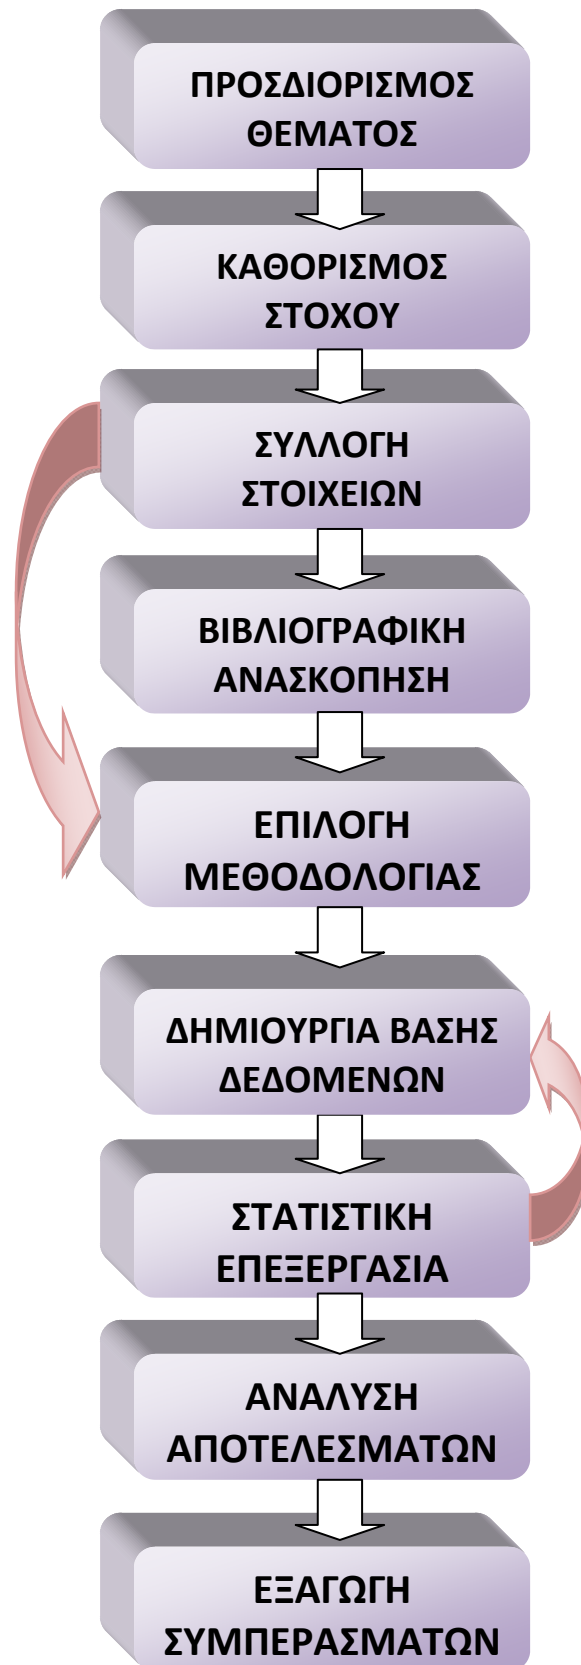 ΠΡΟΣΔΙΟΡΙΣΜΟΣ
ΘΕΜΑΤΟΣ
ΚΑΘΟΡΙΣΜΟΣ
ΣΤΟΧΟΥ
ΣΥΛΛΟΓΗ
ΣΤΟΙΧΕΙΩΝ
ΒΙΒΛΙΟΓΡΑΦΙΚΗ
ΑΝΑΣΚΟΠΗΣΗ
ΕΠΙΛΟΓΗ
ΜΕΘΟΔΟΛΟΓΙΑΣ
ΔΗΜΙΟΥΡΓΙΑ ΒΑΣΗΣ
ΔΕΔΟΜΕΝΩΝ
ΣΤΑΤΙΣΤΙΚΗ
ΕΠΕΞΕΡΓΑΣΙΑ
ΑΝΑΛΥΣΗ
ΑΠΟΤΕΛΕΣΜΑΤΩΝ
ΕΞΑΓΩΓΗ
ΣΥΜΠΕΡΑΣΜΑΤΩΝ